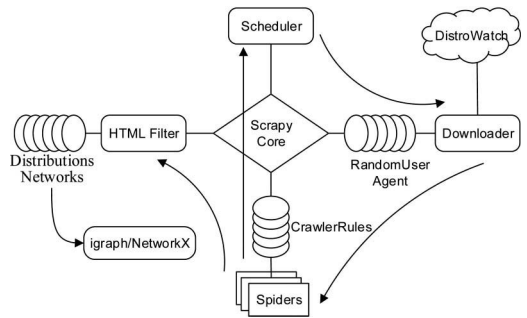 Scheduler
DistroWatch
HTML Filter
Scrapy
Core
Downloader
Distributions
Networks
RandomUser
Agent
igraph/NetworkX
CrawlerRules
Spiders